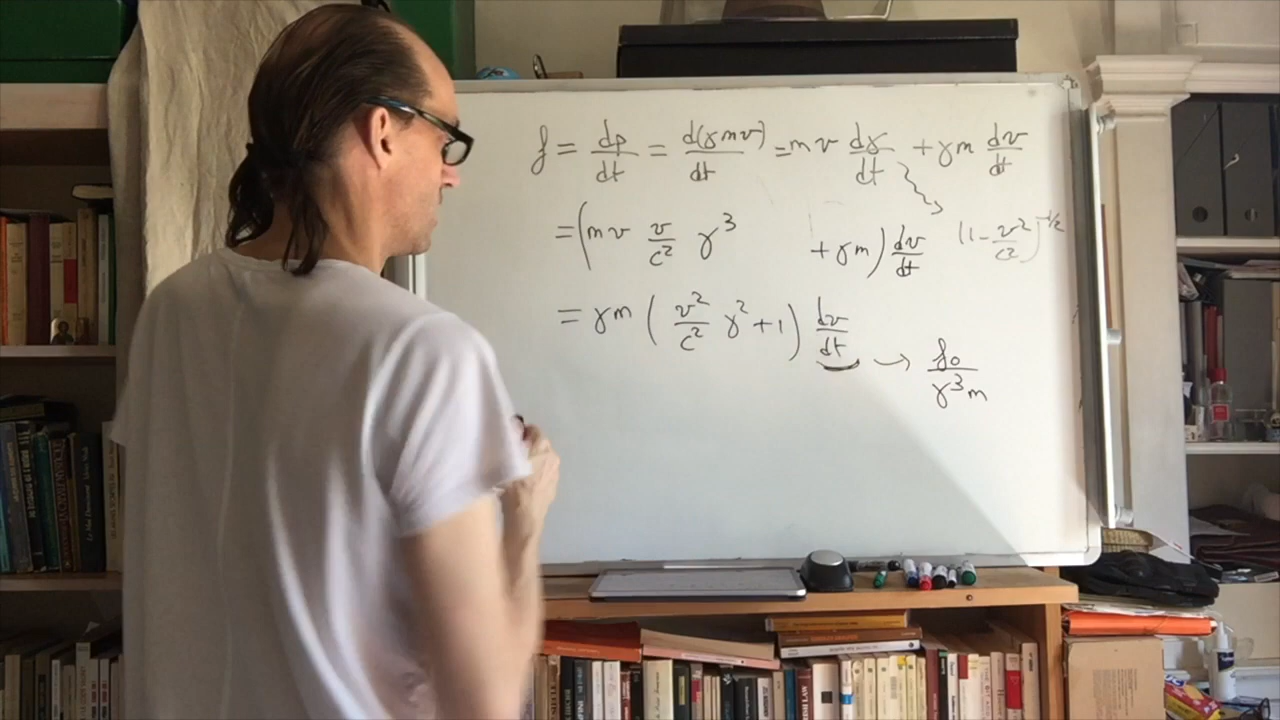 f = dp/dt = d(γmv)/dt = mv dγ/dt + γm dv/dt
= (mv v/c² γ³ + γm) dv/dt (1 - v²/c²)^-1/2
= γm (v²/c² γ² + 1) dv/dt → f₀/γ³m